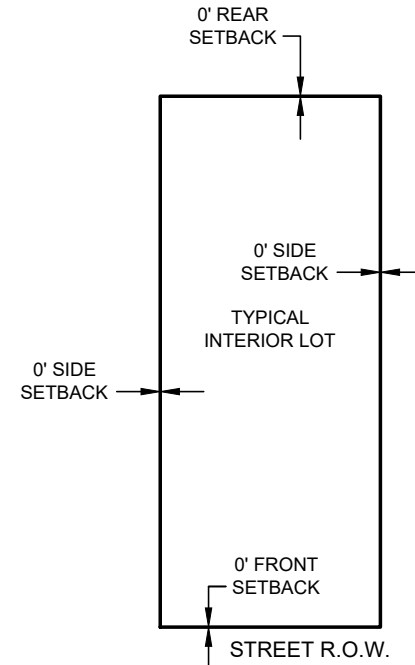 0' REAR
SETBACK
0' SIDE
SETBACK
TYPICAL
INTERIOR LOT
0' SIDE
SETBACK
0' FRONT
SETBACK
STREET R.O.W.